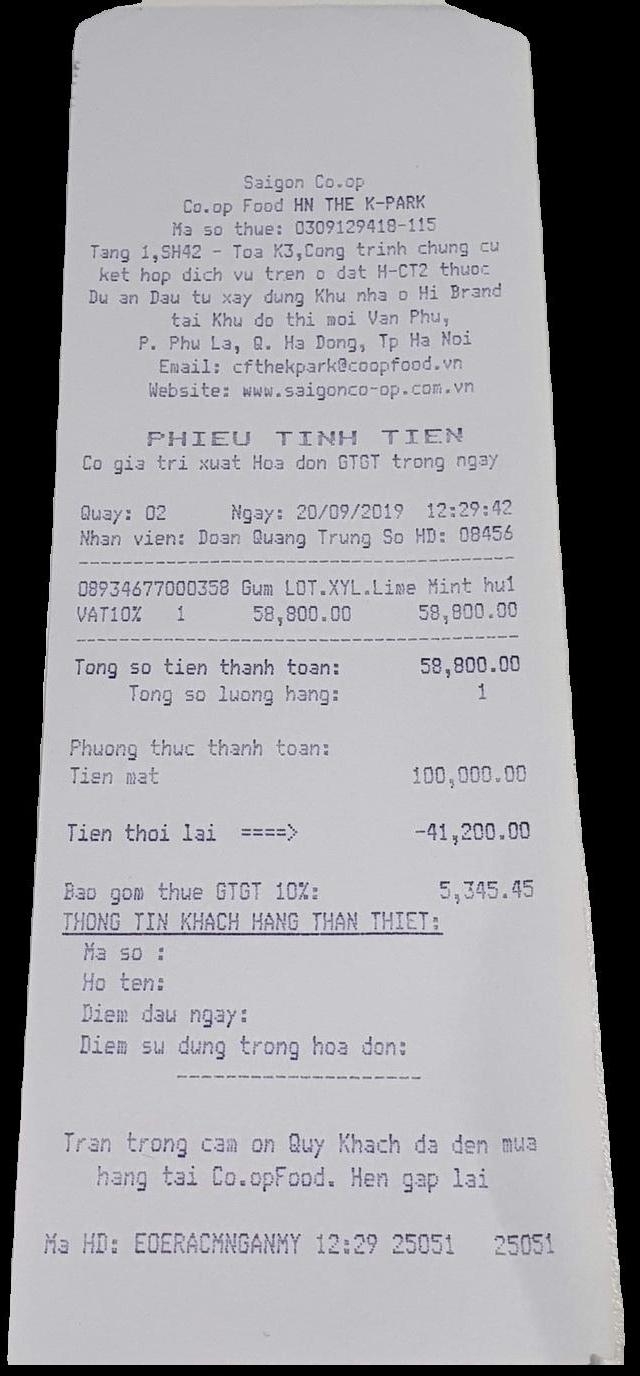 Saigon Co.op
Co.op Food HN THE K-PARK
Ma so thue: 0309129418-115
Tang 1,SH42 - Toa K3,Cong trinh chung cu
ket hop dich vu tren o dat H-CT2 thuoc
Du an Dau tu xay dung Khu nha o Hi Brand
tai Khu do thi moi Van Phu,
P. Phu La, Q. Ha Dong, Tp Ha Noi
Email: cfthekpark@coopfood.vn
Website: www.saigonco-op.com.vn
PHIEU TINH TIEN
Co gia tri xuat Hoa don GTGT trong ngay
Quay: 02 Ngay: 20/09/2019 12:29:42
Nhan vien: Doan Quang Trung So HD: 08456
08934677000358 Gum LOT.XYL.Lime Mint hu1
VAT10% 1 58,800.00 58,800.00
Tong so tien thanh toan: 58,800.00
Tong so luong hang: 1
Phuong thuc thanh toan:
Tien mat 100,000.00
Tien thoi lai ====> -41,200.00
Bao gom thue GTGT 10%: 5,345.45
THONG TIN KHACH HANG THAN THIET:
Ma so :
Ho ten:
Diem dau ngay:
Diem su dung trong hoa don:
Tran trong cam on Quy Khach da den mua
hang tai Co.opFood. Hen gap lai
Ma HD: EOERACMNGANMY 12:29 25051 25051